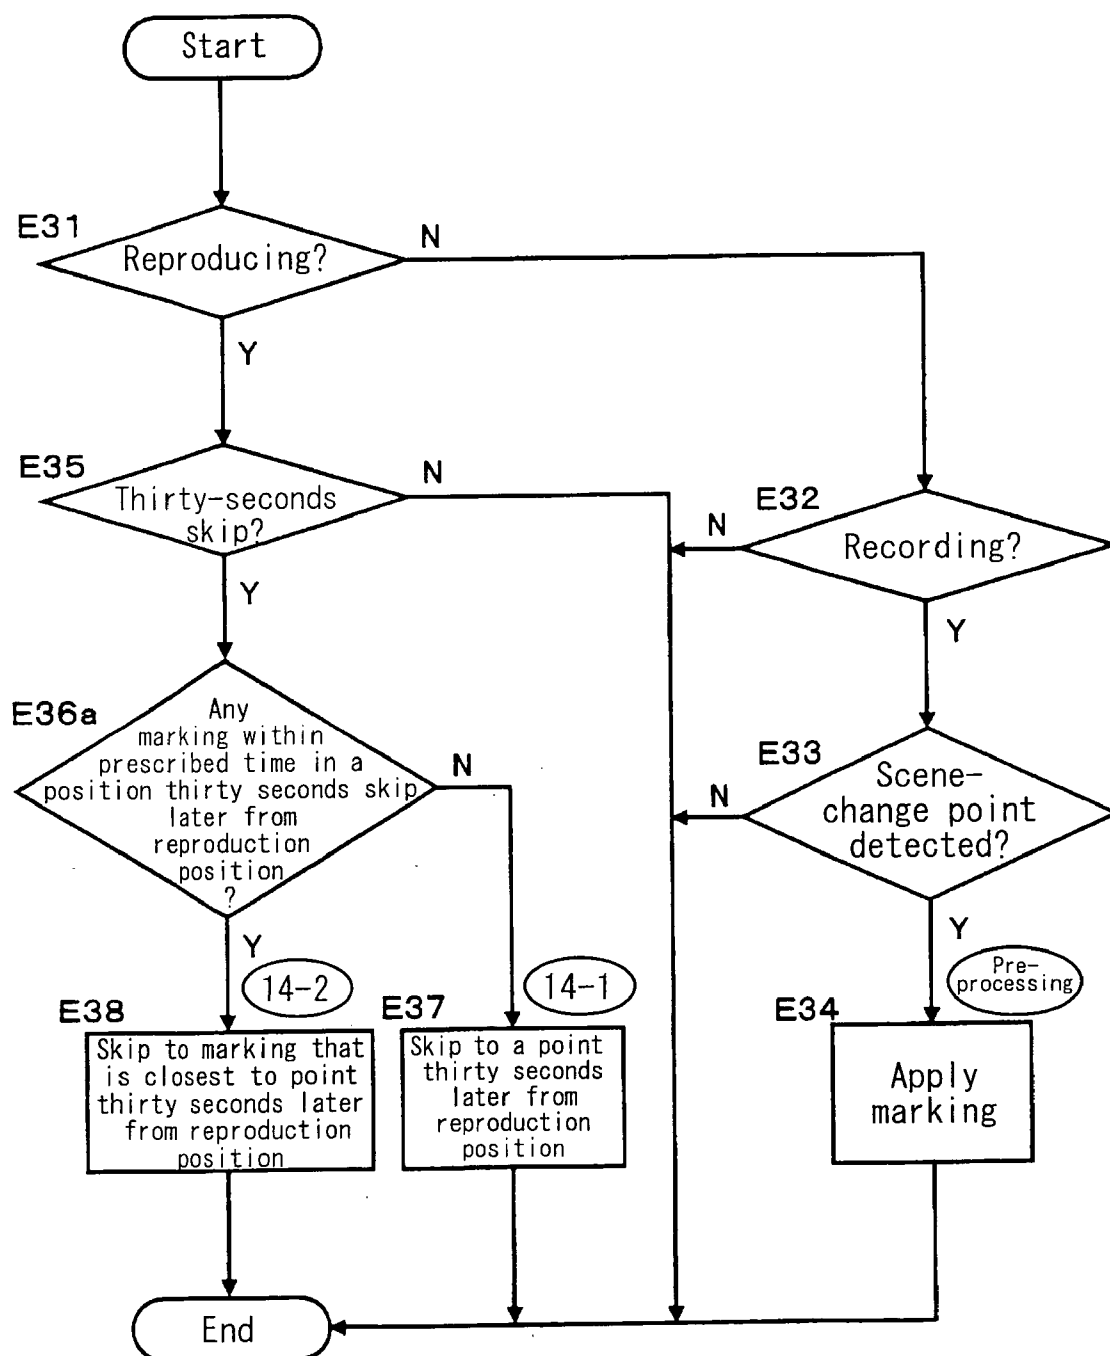 Start
E31
Reproducing?
N
Y
E35
Thirty-seconds
skip?
N
Y
E32
Recording?
N
Y
E36a
Any
marking within
prescribed time in a
position thirty seconds skip
later from
reproduction
position
?
N
Y
E33
Scene-
change point
detected?
N
Y
14-2
14-1
Pre-
processing
E38
Skip to marking that
is closest to point
thirty seconds later
from reproduction
position
E37
Skip to a point
thirty seconds
later from
reproduction
position
E34
Apply
marking
End